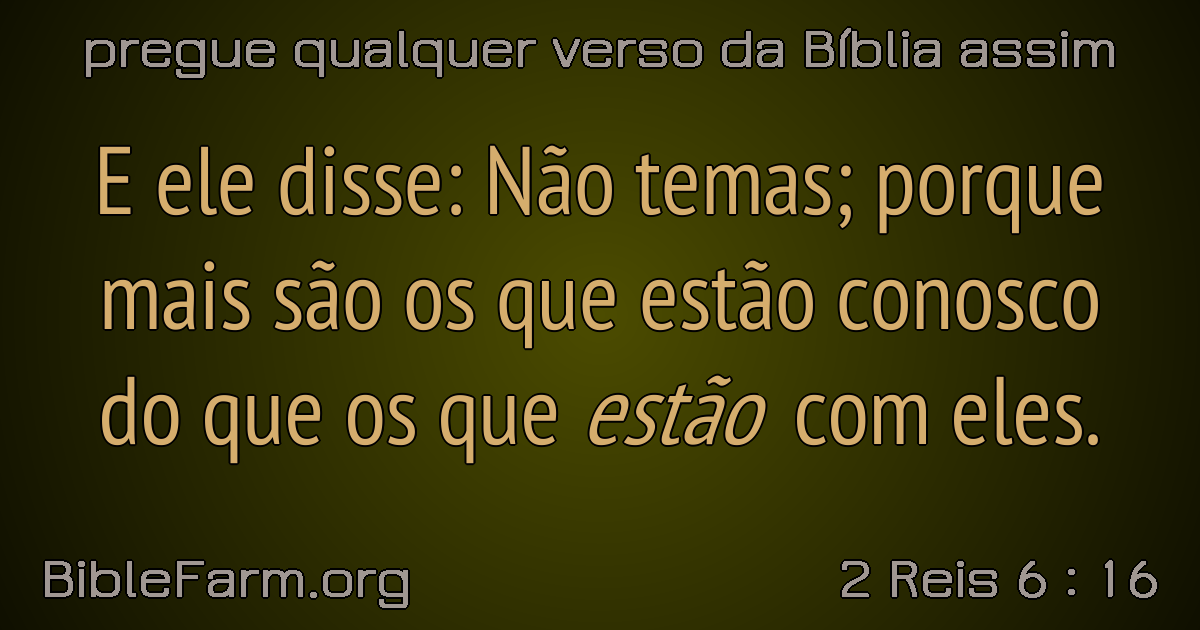 pregue qualquer verso da Bíblia assim
E ele disse: Não temas; porque
mais são os que estão conosco
do que os que estão com eles.
BibleFarm.org
2 Reis 6 : 16